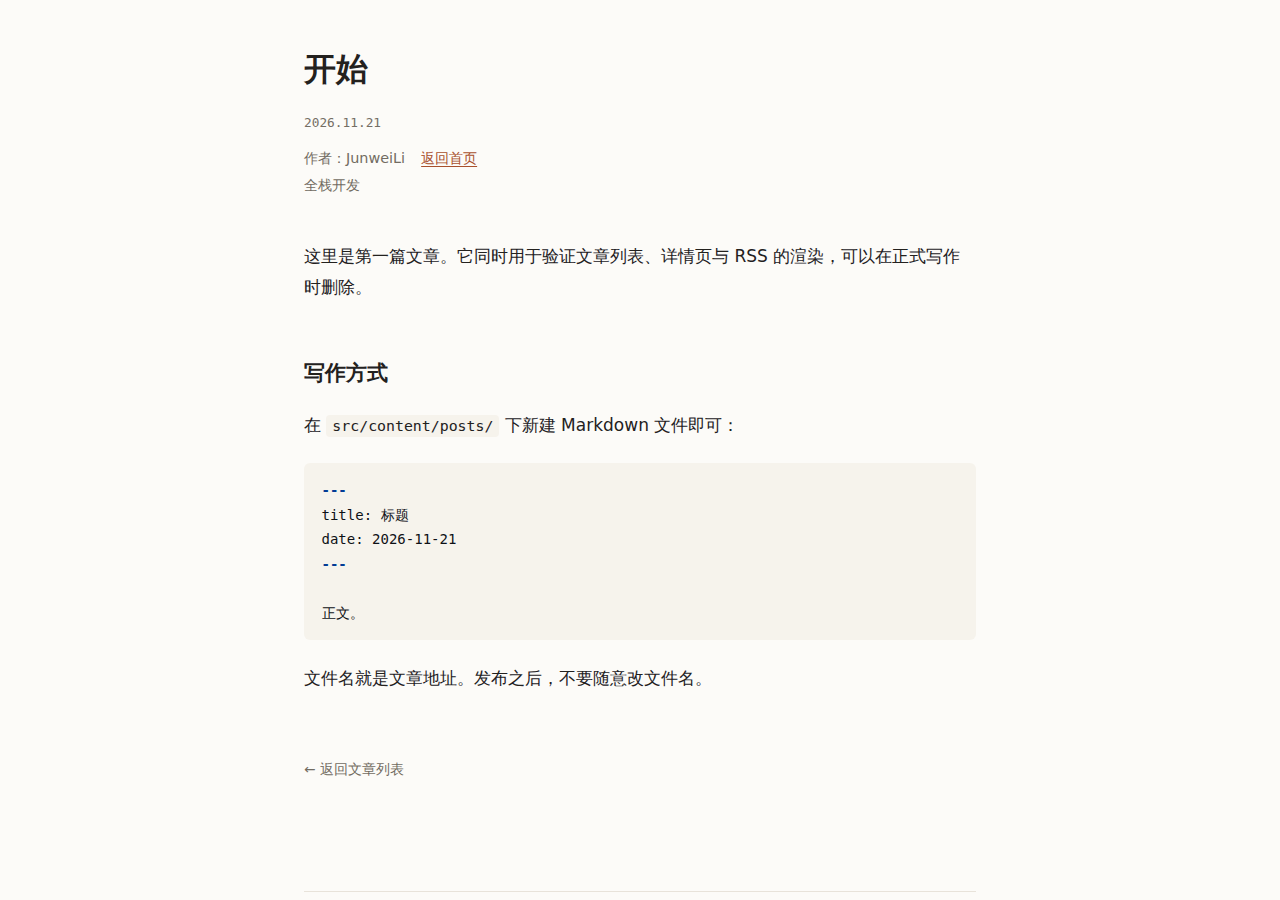 开始
2026.11.21
作者：JunweiLi 返回首页
全栈开发
这里是第一篇文章。它同时用于验证文章列表、详情页与 RSS 的渲染，可以在正式写作
时删除。
写作方式
在 src/content/posts/ 下新建 Markdown 文件即可：
---
title: 标题
date: 2026-11-21
---
正文。
文件名就是文章地址。发布之后，不要随意改文件名。
← 返回文章列表